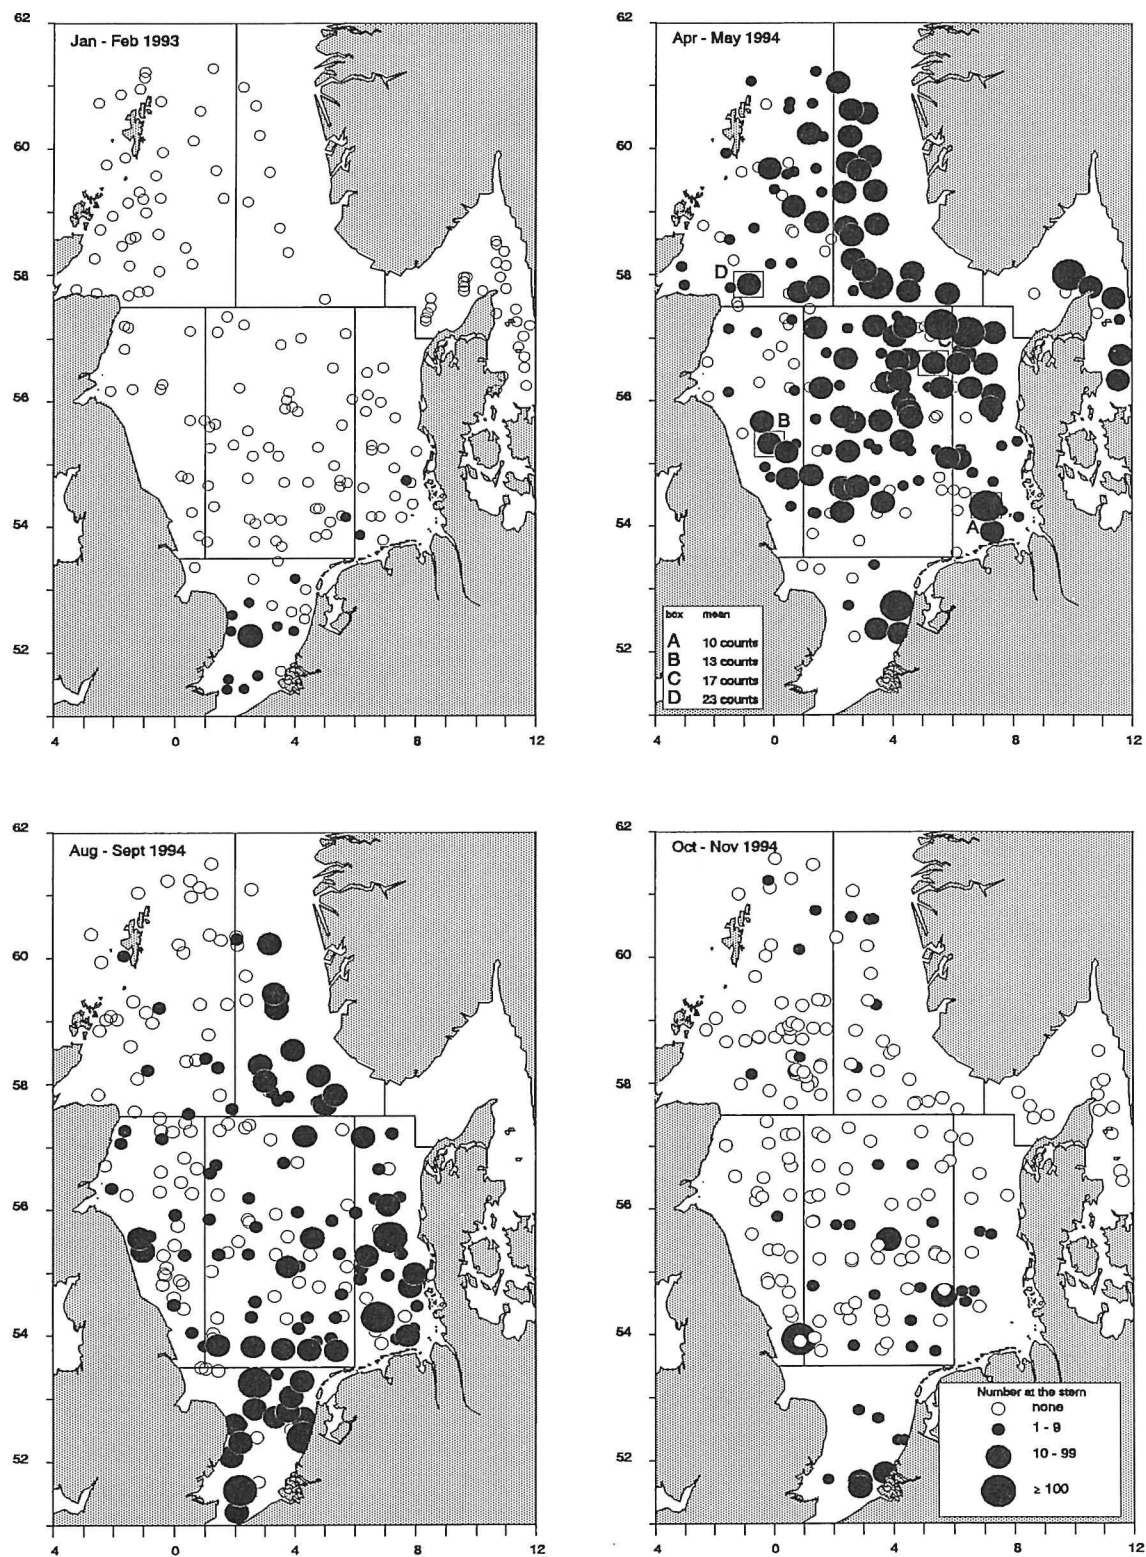 62
Jan - Feb 1993
60
58
56
54
52
4 0 4 8 12
62
Apr - May 1994
60
58
D
C
56
B
54
A
box mean
A 10 counts
B 13 counts
C 17 counts
D 23 counts
52
4 0 4 8 12
62
Aug - Sept 1994
60
58
56
54
52
4 0 4 8 12
62
Oct - Nov 1994
60
58
56
54
52
Number at the stern
none
1 - 9
10 - 99
≥ 100
4 0 4 8 12